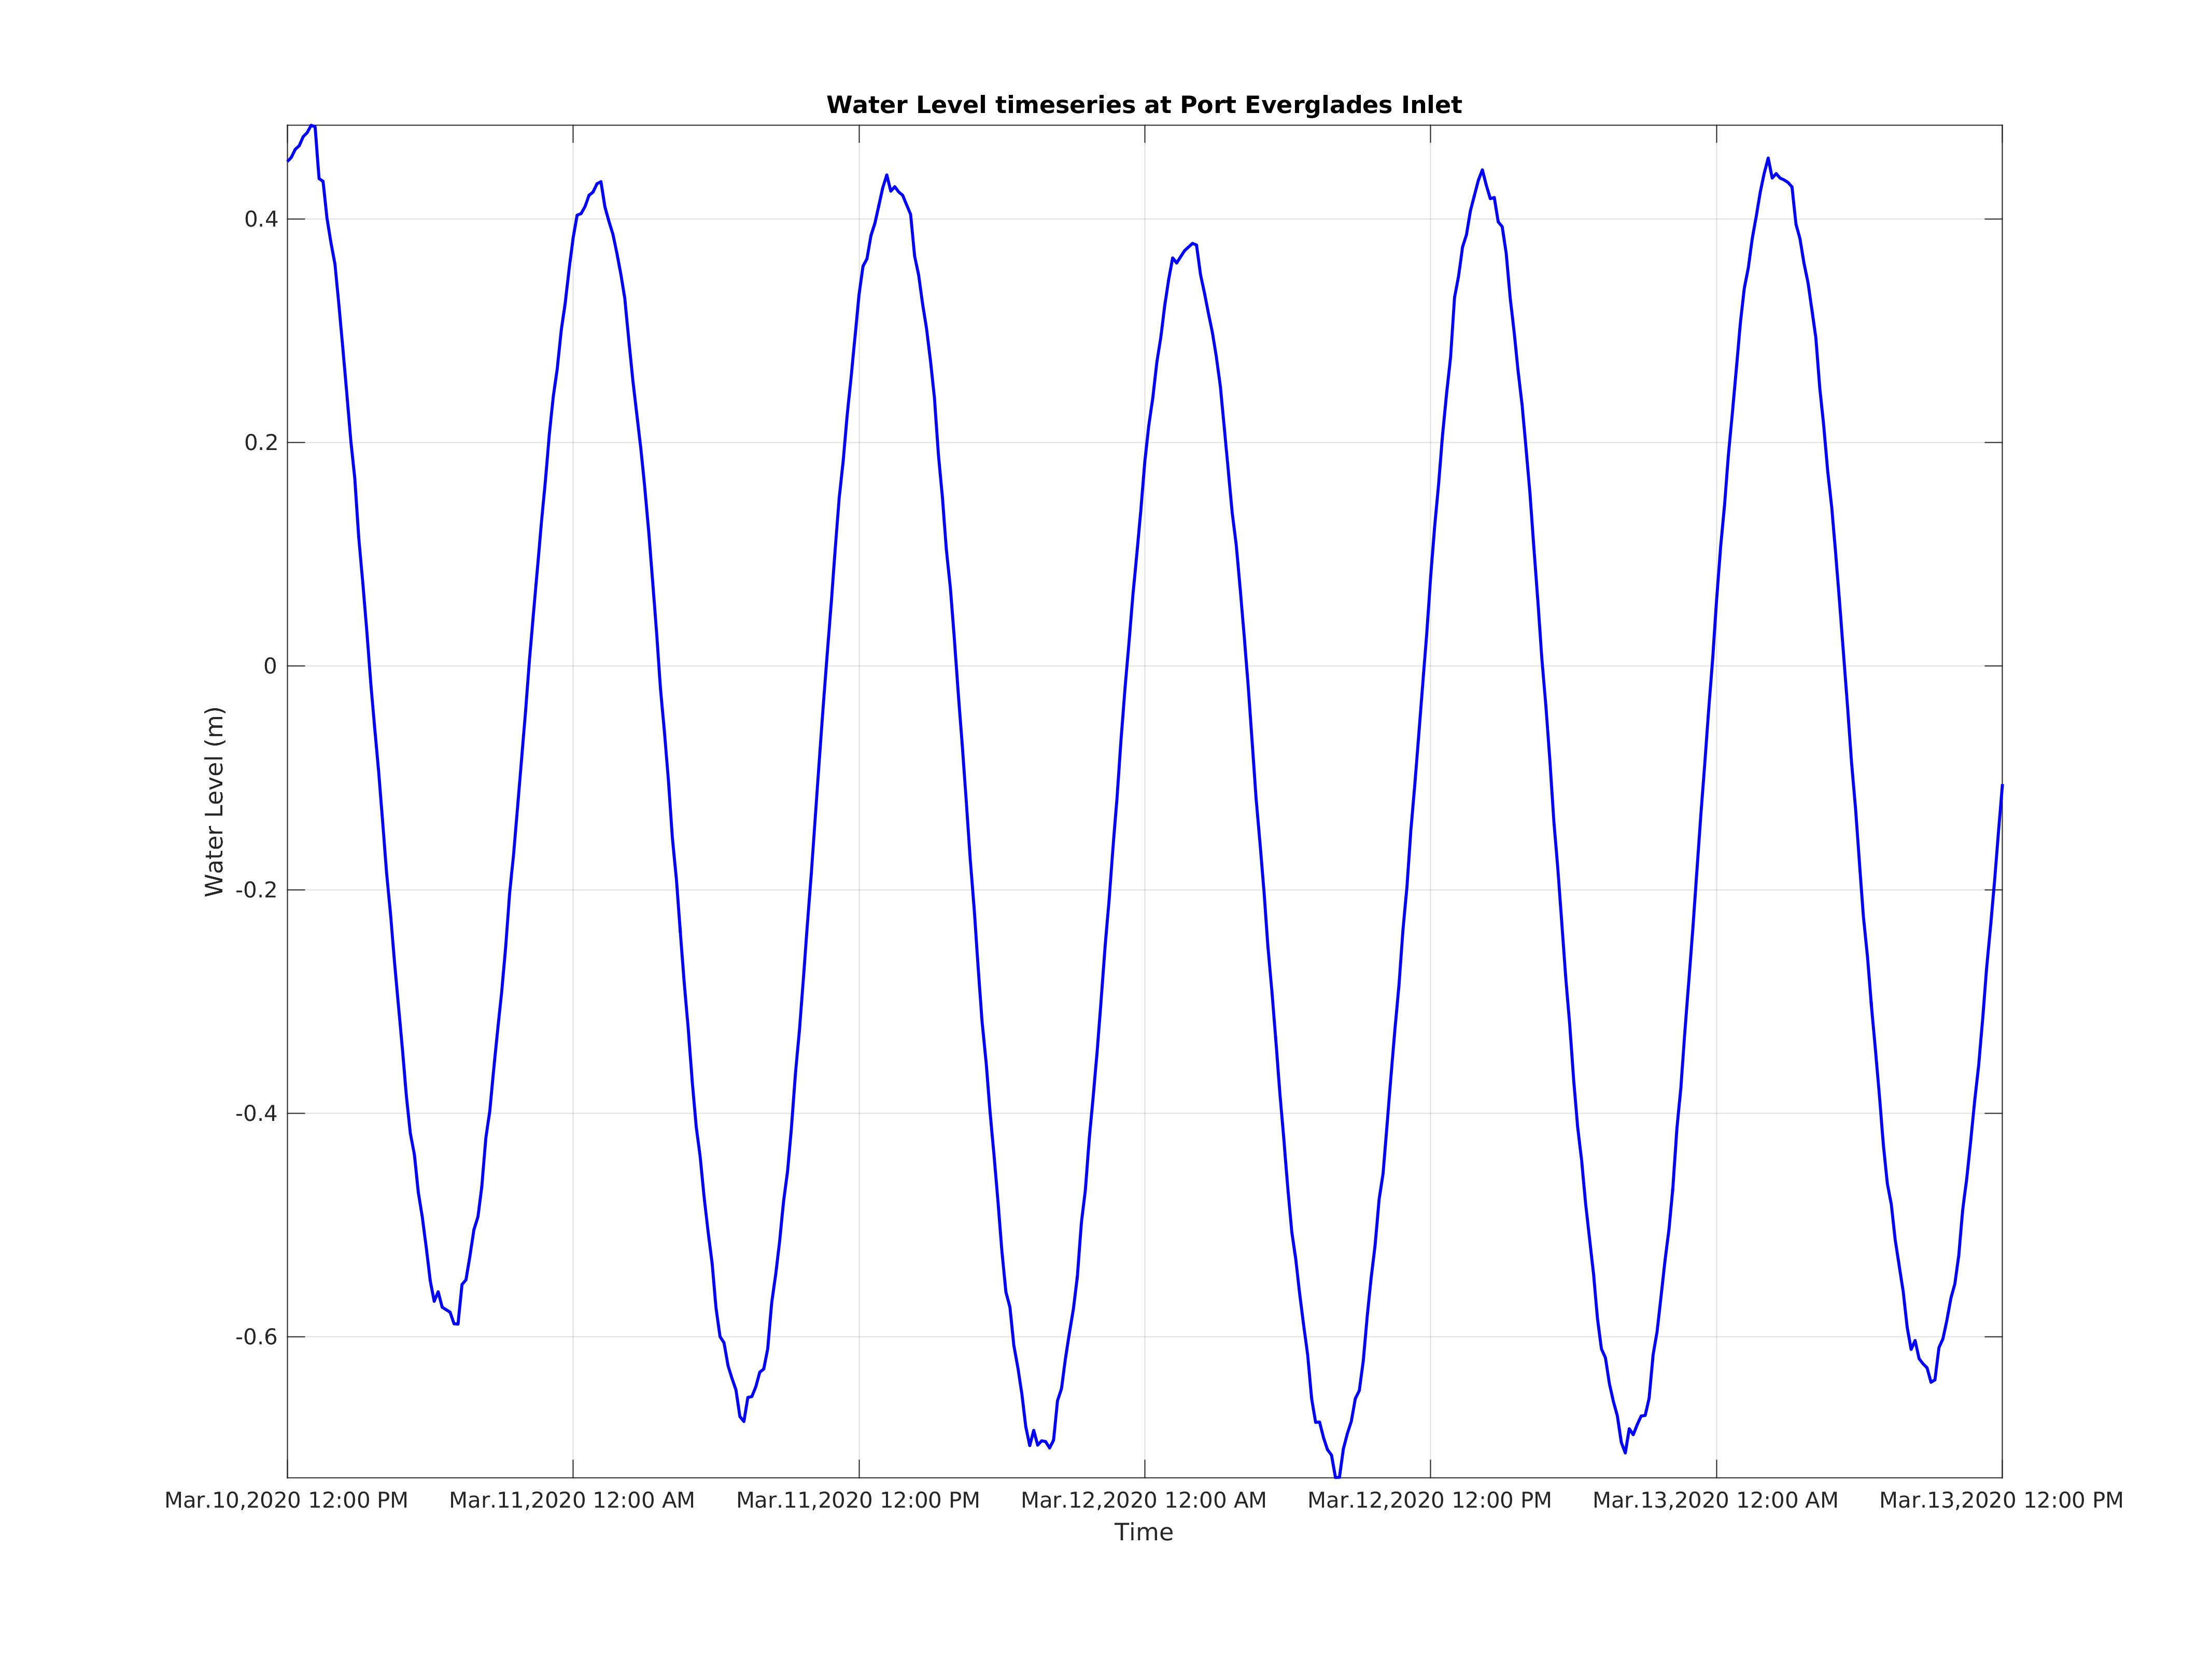 Water Level timeseries at Port Everglades Inlet
0.4
0.2
0
-0.2
-0.4
-0.6
Water Level (m)
Mar.10,2020 12:00 PM Mar.11,2020 12:00 AM Mar.11,2020 12:00 PM Mar.12,2020 12:00 AM Mar.12,2020 12:00 PM Mar.13,2020 12:00 AM Mar.13,2020 12:00 PM
Time